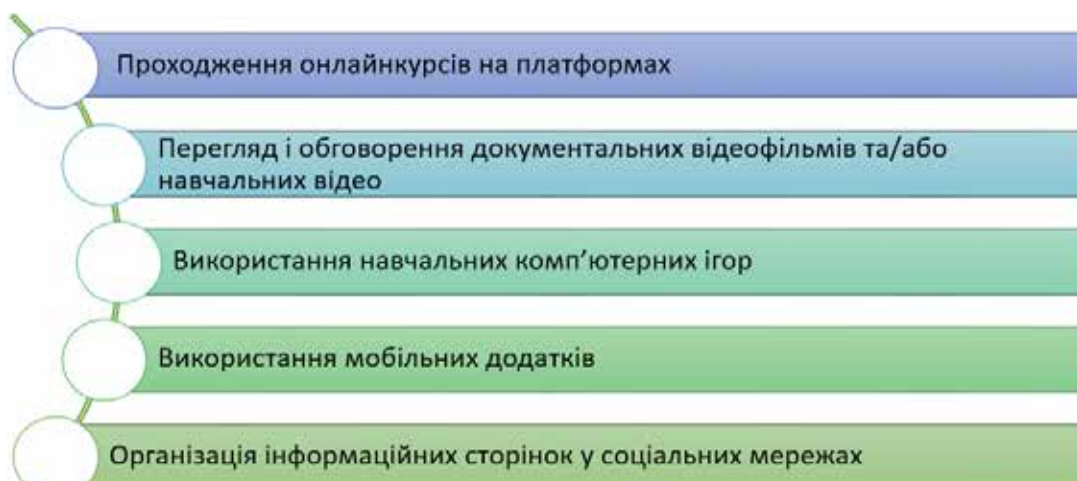 Проходження онлайнкурсів на платформах
Перегляд і обговорення документальних відеофільмів та/або
навчальних відео
Використання навчальних комп’ютерних ігор
Використання мобільних додатків
Організація інформаційних сторінок у соціальних мережах